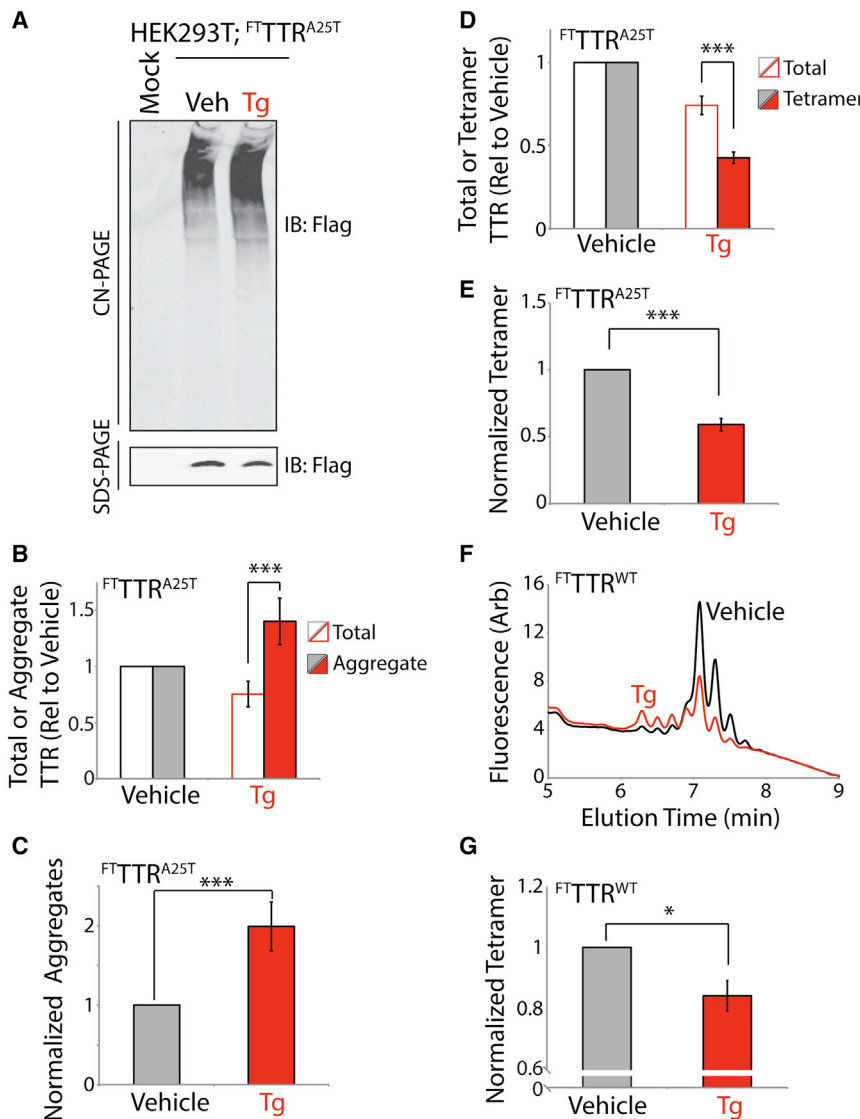 A
HEK293T; FTTTRA25T
Mock
Veh Tg
CN-PAGE
IB: Flag
SDS-PAGE
IB: Flag
B
FTTTRA25T
Total or Aggregate
TTR (Rel to Vehicle)
1.5
1
0.5
0
***
Total
Aggregate
Vehicle Tg
C
FTTTRA25T
Normalized Aggregates
2
1
0
***
Vehicle Tg
D
FTTTRA25T
Total or Tetramer
TTR (Rel to Vehicle)
1
0.5
0
***
Total
Tetramer
Vehicle Tg
E
FTTTRA25T
Normalized Tetramer
1.5
1
0.5
0
***
Vehicle Tg
F
FTTTRWT
Fluorescence (Arb)
16
12
8
4
0
Vehicle
Tg
5 6 7 8 9
Elution Time (min)
G
FTTTRWT
Normalized Tetramer
1.2
1
0.8
0.6
0
*
Vehicle Tg